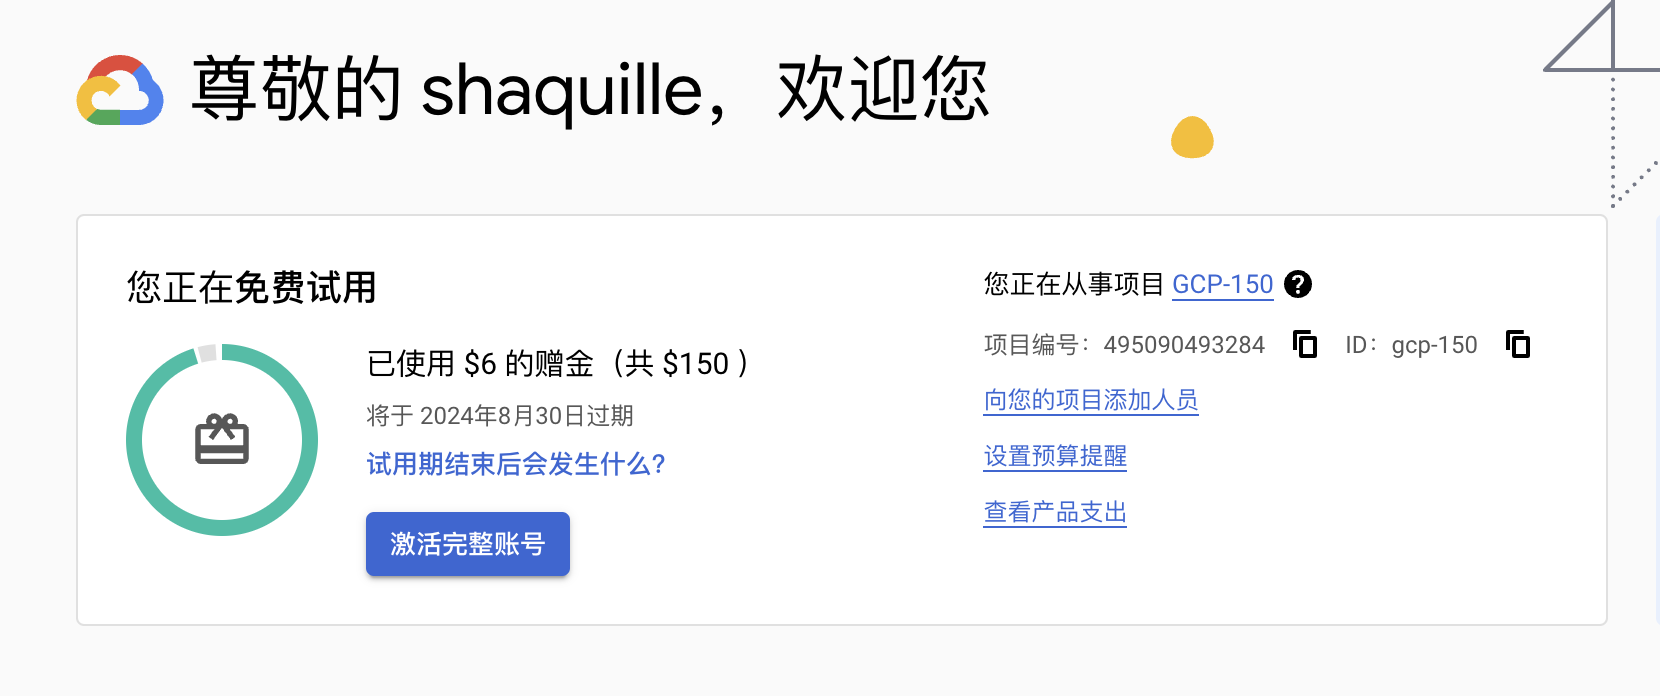 尊敬的 shaquille，欢迎您
您正在免费试用
已使用 $6 的赠金（共 $150 ）
将于 2024年8月30日过期
试用期结束后会发生什么?
激活完整账号
您正在从事项目 GCP-150
项目编号：495090493284 ID：gcp-150
向您的项目添加人员
设置预算提醒
查看产品支出